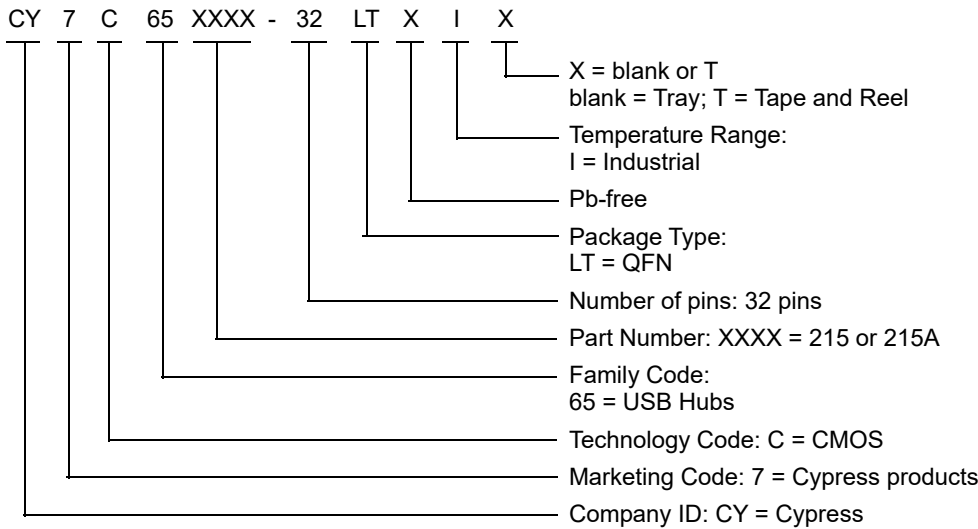 CY 7 C 65 XXXX - 32 LT X I X
X = blank or T
blank = Tray; T = Tape and Reel
Temperature Range:
I = Industrial
Pb-free
Package Type:
LT = QFN
Number of pins: 32 pins
Part Number: XXXX = 215 or 215A
Family Code:
65 = USB Hubs
Technology Code: C = CMOS
Marketing Code: 7 = Cypress products
Company ID: CY = Cypress